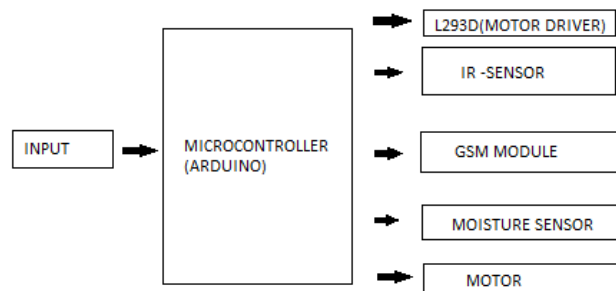 INPUT
MICROCONTROLLER
(ARDUINO)
L293D(MOTOR DRIVER)
IR -SENSOR
GSM MODULE
MOISTURE SENSOR
MOTOR